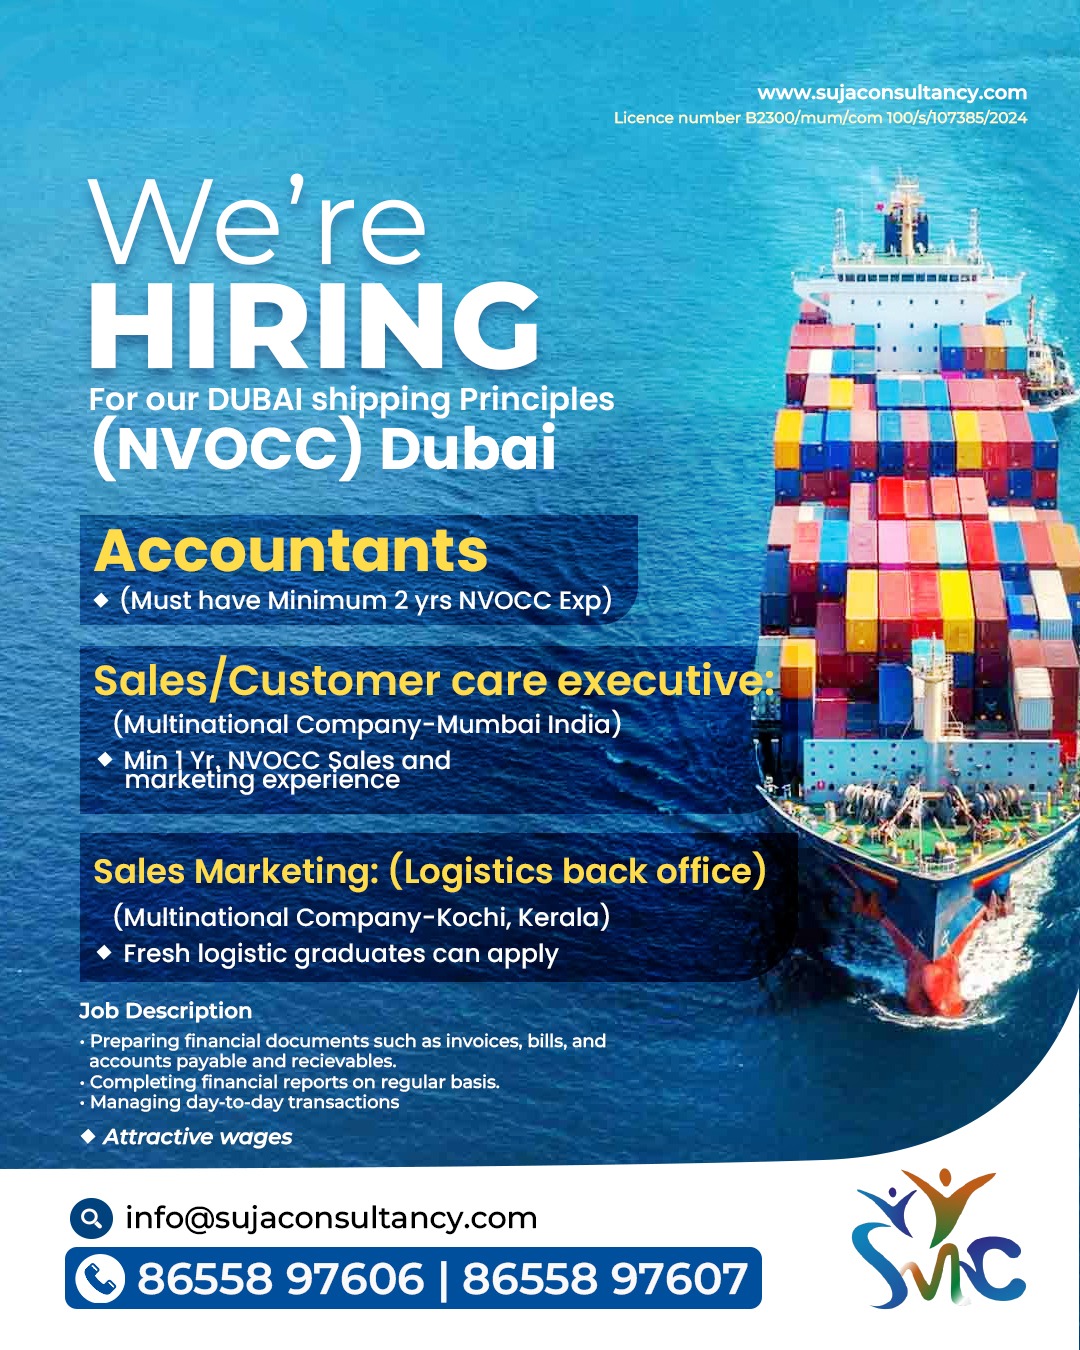 www.sujaconsultancy.com
Licence number B2300/mum/com 100/s/107385/2024
We're
HIRING
For our DUBAI shipping Principles
(NVOCC) Dubai
Accountants
◆ (Must have Minimum 2 yrs NVOCC Exp)
Sales/Customer care executive:
(Multinational Company-Mumbai India)
◆ Min 1 Yr, NVOCC Sales and
marketing experience
Sales Marketing: (Logistics back office)
(Multinational Company-Kochi, Kerala)
◆ Fresh logistic graduates can apply
Job Description
• Preparing financial documents such as invoices, bills, and
accounts payable and recievables.
• Completing financial reports on regular basis.
• Managing day-to-day transactions
◆ Attractive wages
info@sujaconsultancy.com
86558 97606 | 86558 97607
SMC